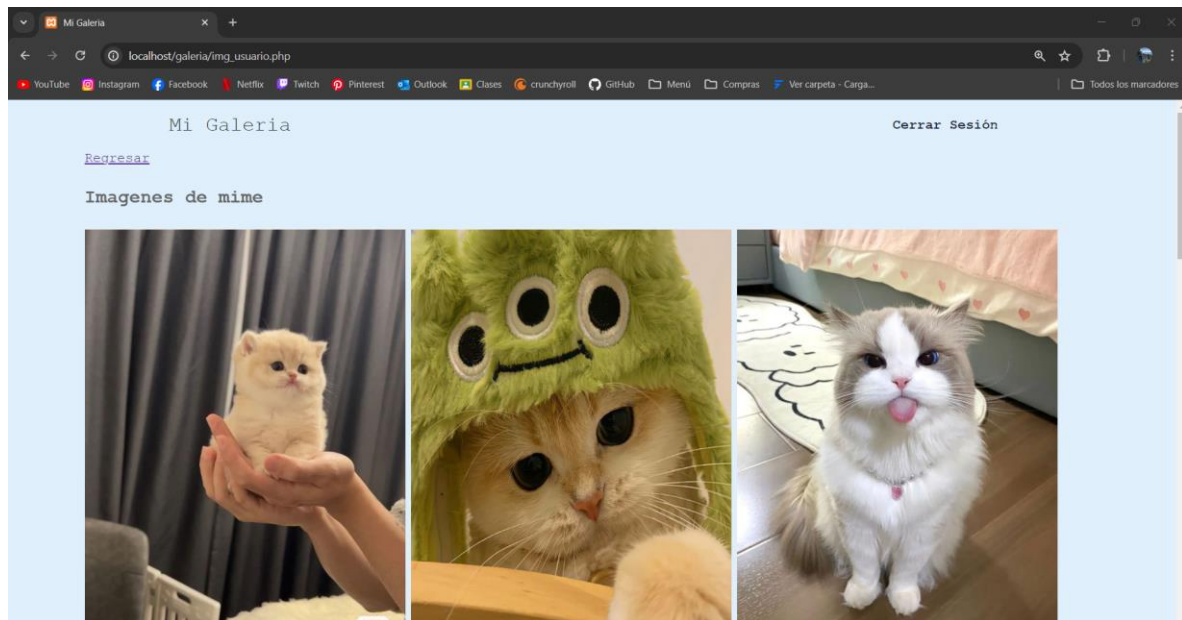 Mi Galeria
localhost/galeria/img_usuario.php
YouTube Instagram Facebook Netflix Twitch Pinterest Outlook Clases crunchyroll GitHub Menú Compras Ver carpeta - Carga... Todos los marcadores
Mi Galeria Cerrar Sesión
Regresar
Imagenes de mime